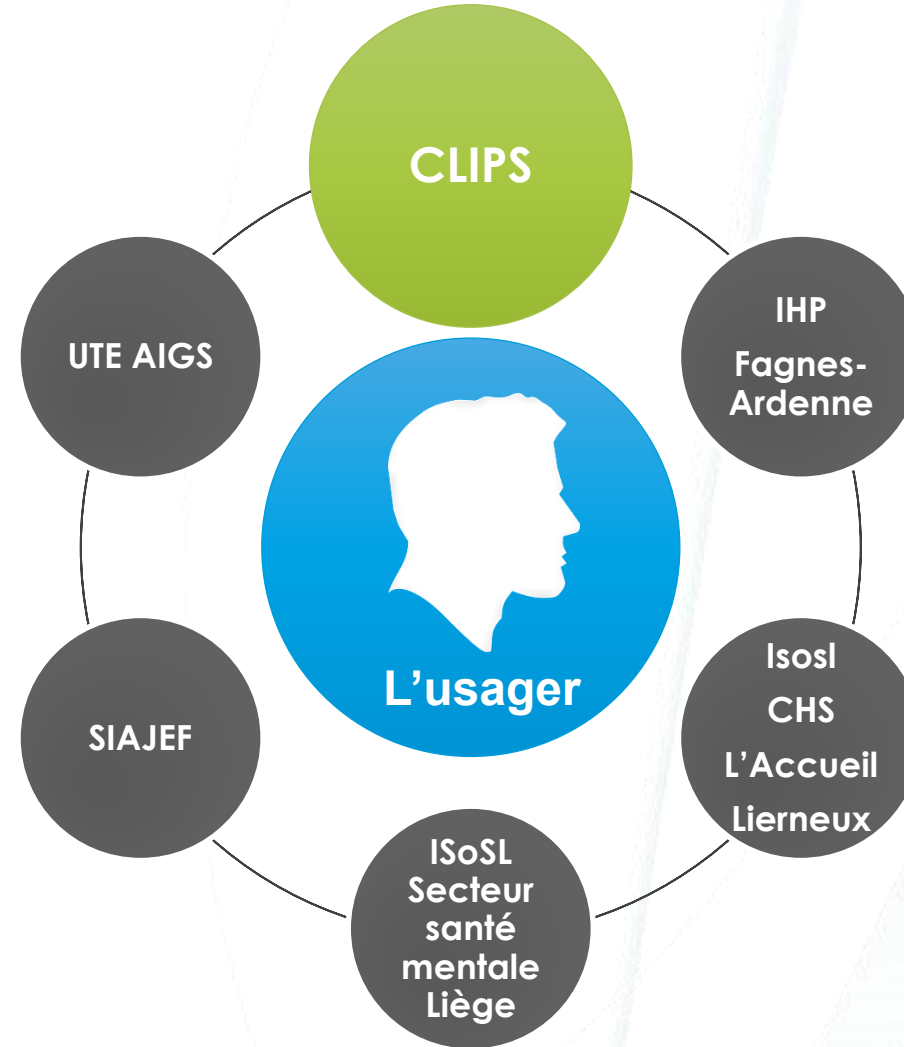 CLIPS
UTE AIGS
IHP
Fagnes-
Ardenne
L’usager
SIAJEF
Isosl
CHS
L’Accueil
Lierneux
ISoSL
Secteur
santé
mentale
Liège